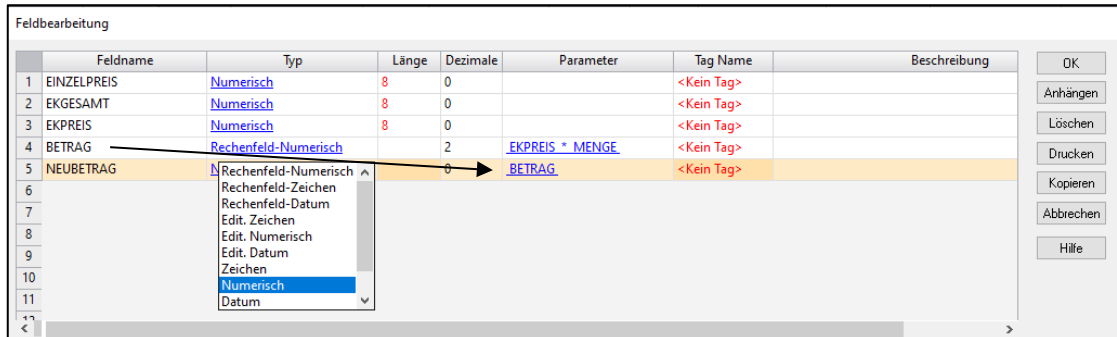 Feldbearbeitung
Feldname Typ Länge Dezimale Parameter Tag Name Beschreibung
OK
1 EINZELPREIS Numerisch 8 0 <Kein Tag>
Anhängen
2 EKGESAMT Numerisch 8 0 <Kein Tag>
3 EKPREIS Numerisch 8 0 <Kein Tag>
Löschen
4 BETRAG Rechenfeld-Numerisch 2 EKPREIS * MENGE <Kein Tag>
Drucken
5 NEUBETRAG N 0 BETRAG <Kein Tag>
Rechenfeld-Numerisch
6
Kopieren
Rechenfeld-Zeichen
7
Rechenfeld-Datum
Abbrechen
8
Edit. Zeichen
Edit. Numerisch
9
Edit. Datum
Hilfe
10
Zeichen
Numerisch
11
Datum
12